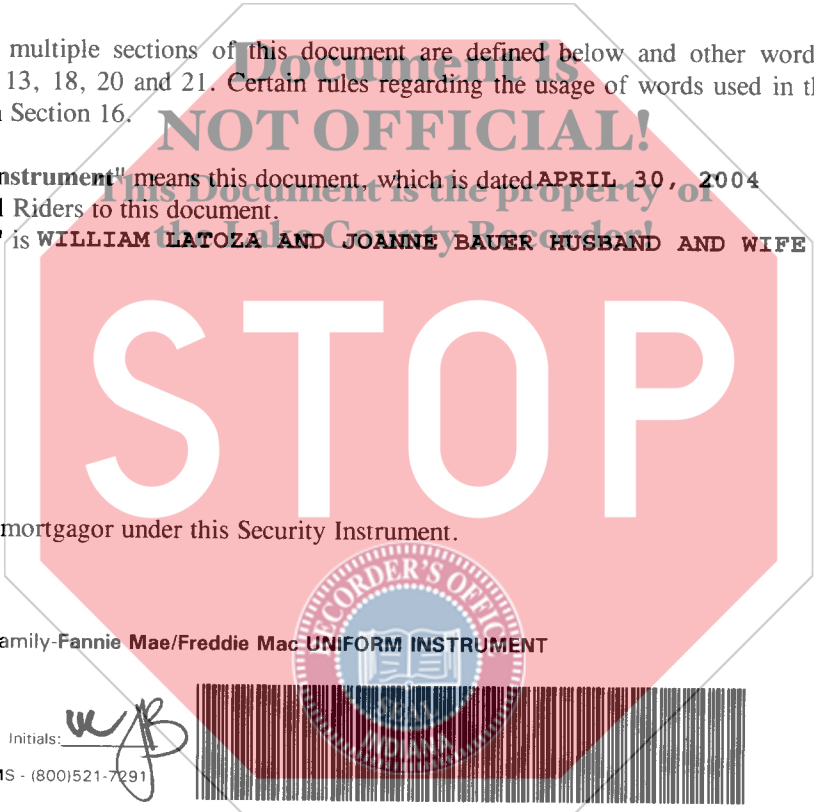 multiple sections of this document are defined below and other word
13, 18, 20 and 21. Certain rules regarding the usage of words used in th
Section 16.
Document is
NOT OFFICIAL!
This Document is the property of
the Lake County Recorder!
nstrument" means this document, which is dated APRIL 30, 2004
Riders to this document.
" is WILLIAM LATOZA AND JOANNE BAUER HUSBAND AND WIFE
STOP
mortgagor under this Security Instrument.
RECORDER'S OFFICE
SEAL
INDIANA
amily-Fannie Mae/Freddie Mac UNIFORM INSTRUMENT
Initials: W JB
MS - (800)521-7291